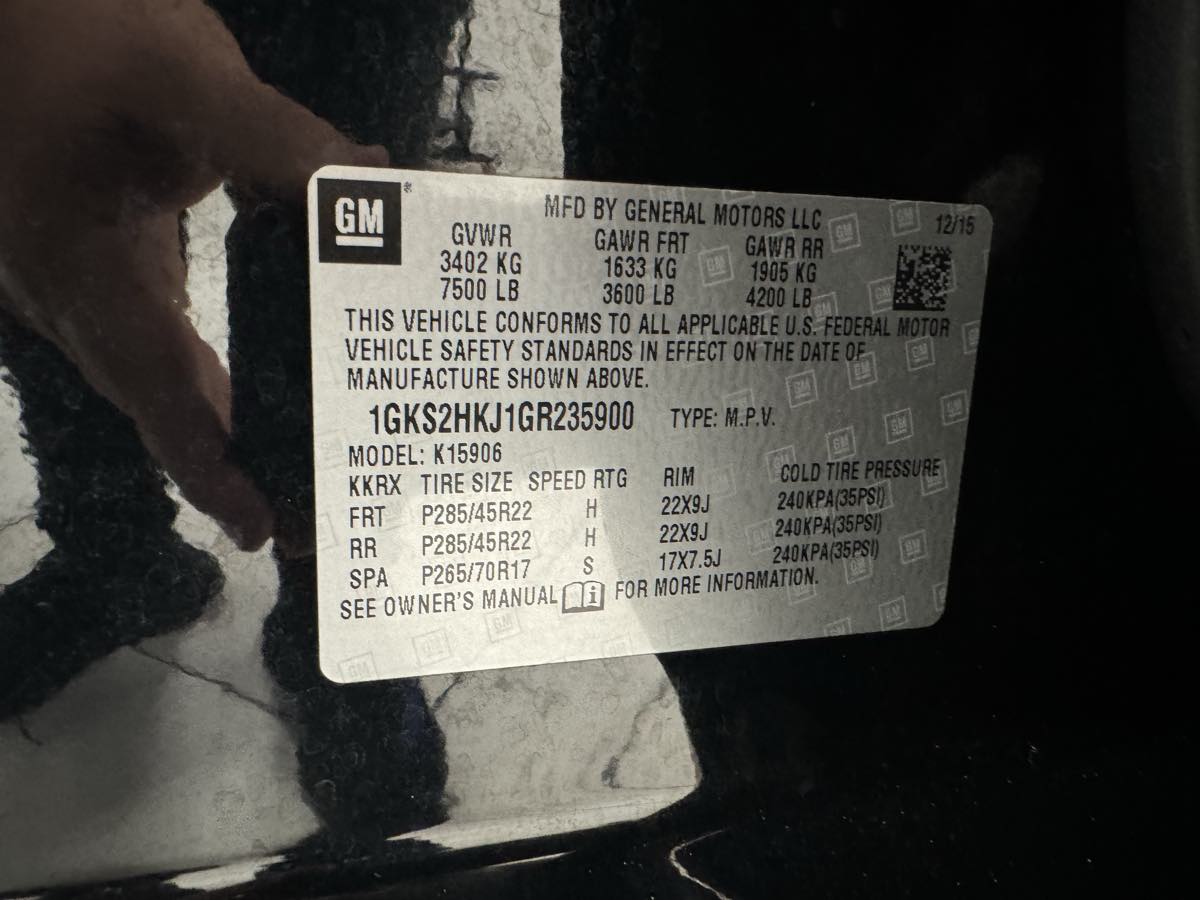 GM
MFD BY GENERAL MOTORS LLC 12/15
GVWR GAWR FRT GAWR RR
3402 KG 1633 KG 1905 KG
7500 LB 3600 LB 4200 LB
THIS VEHICLE CONFORMS TO ALL APPLICABLE U.S. FEDERAL MOTOR
VEHICLE SAFETY STANDARDS IN EFFECT ON THE DATE OF
MANUFACTURE SHOWN ABOVE.
1GKS2HKJ1GR235900 TYPE: M.P.V.
MODEL: K15906
KKRX TIRE SIZE SPEED RTG RIM COLD TIRE PRESSURE
FRT P285/45R22 H 22X9J 240KPA(35PSI)
RR P285/45R22 H 22X9J 240KPA(35PSI)
SPA P265/70R17 S 17X7.5J 240KPA(35PSI)
SEE OWNER'S MANUAL i FOR MORE INFORMATION.